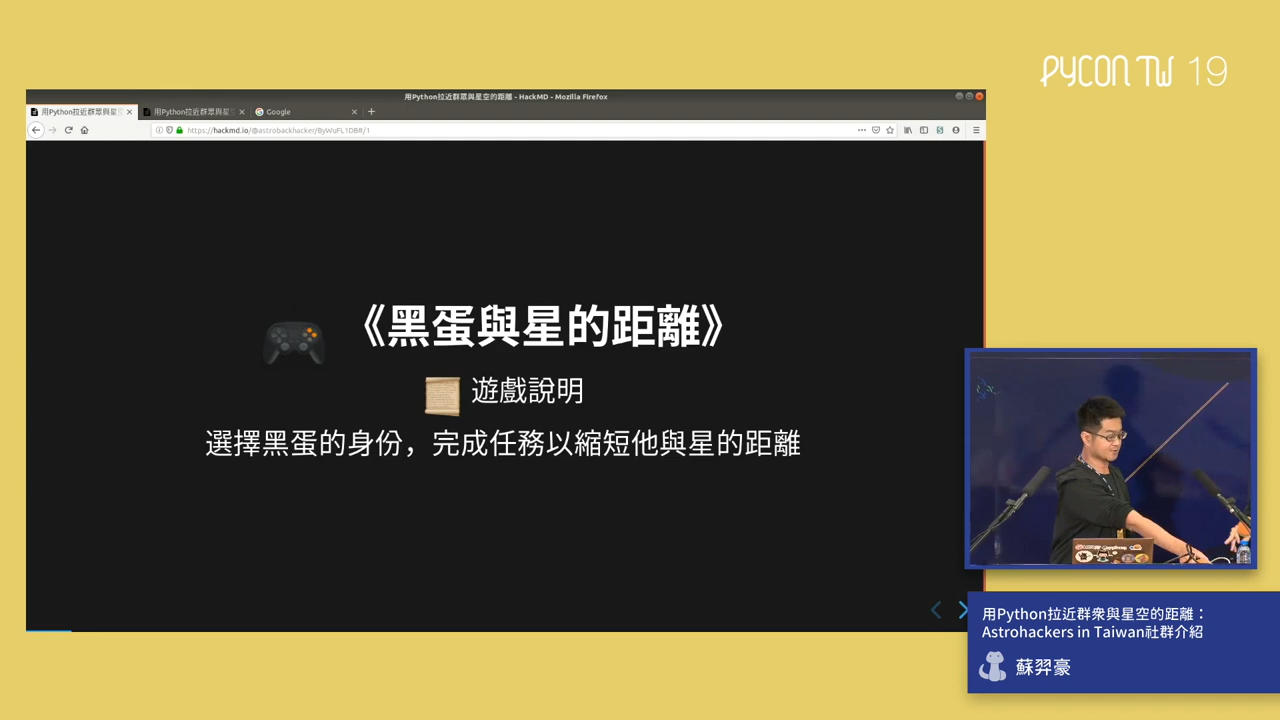 PYCON TW 19
用Python拉近群眾與星空的距離 - HackMD - Mozilla Firefox
用Python拉近群眾與星
用Python拉近群眾與星
Google
https://hackmd.io/@astrobackhacker/ByWuFL1DB#/1
《黑蛋與星的距離》
遊戲說明
選擇黑蛋的身份，完成任務以縮短他與星的距離
用Python拉近群衆與星空的距離：
Astrohackers in Taiwan社群介紹
蘇羿豪